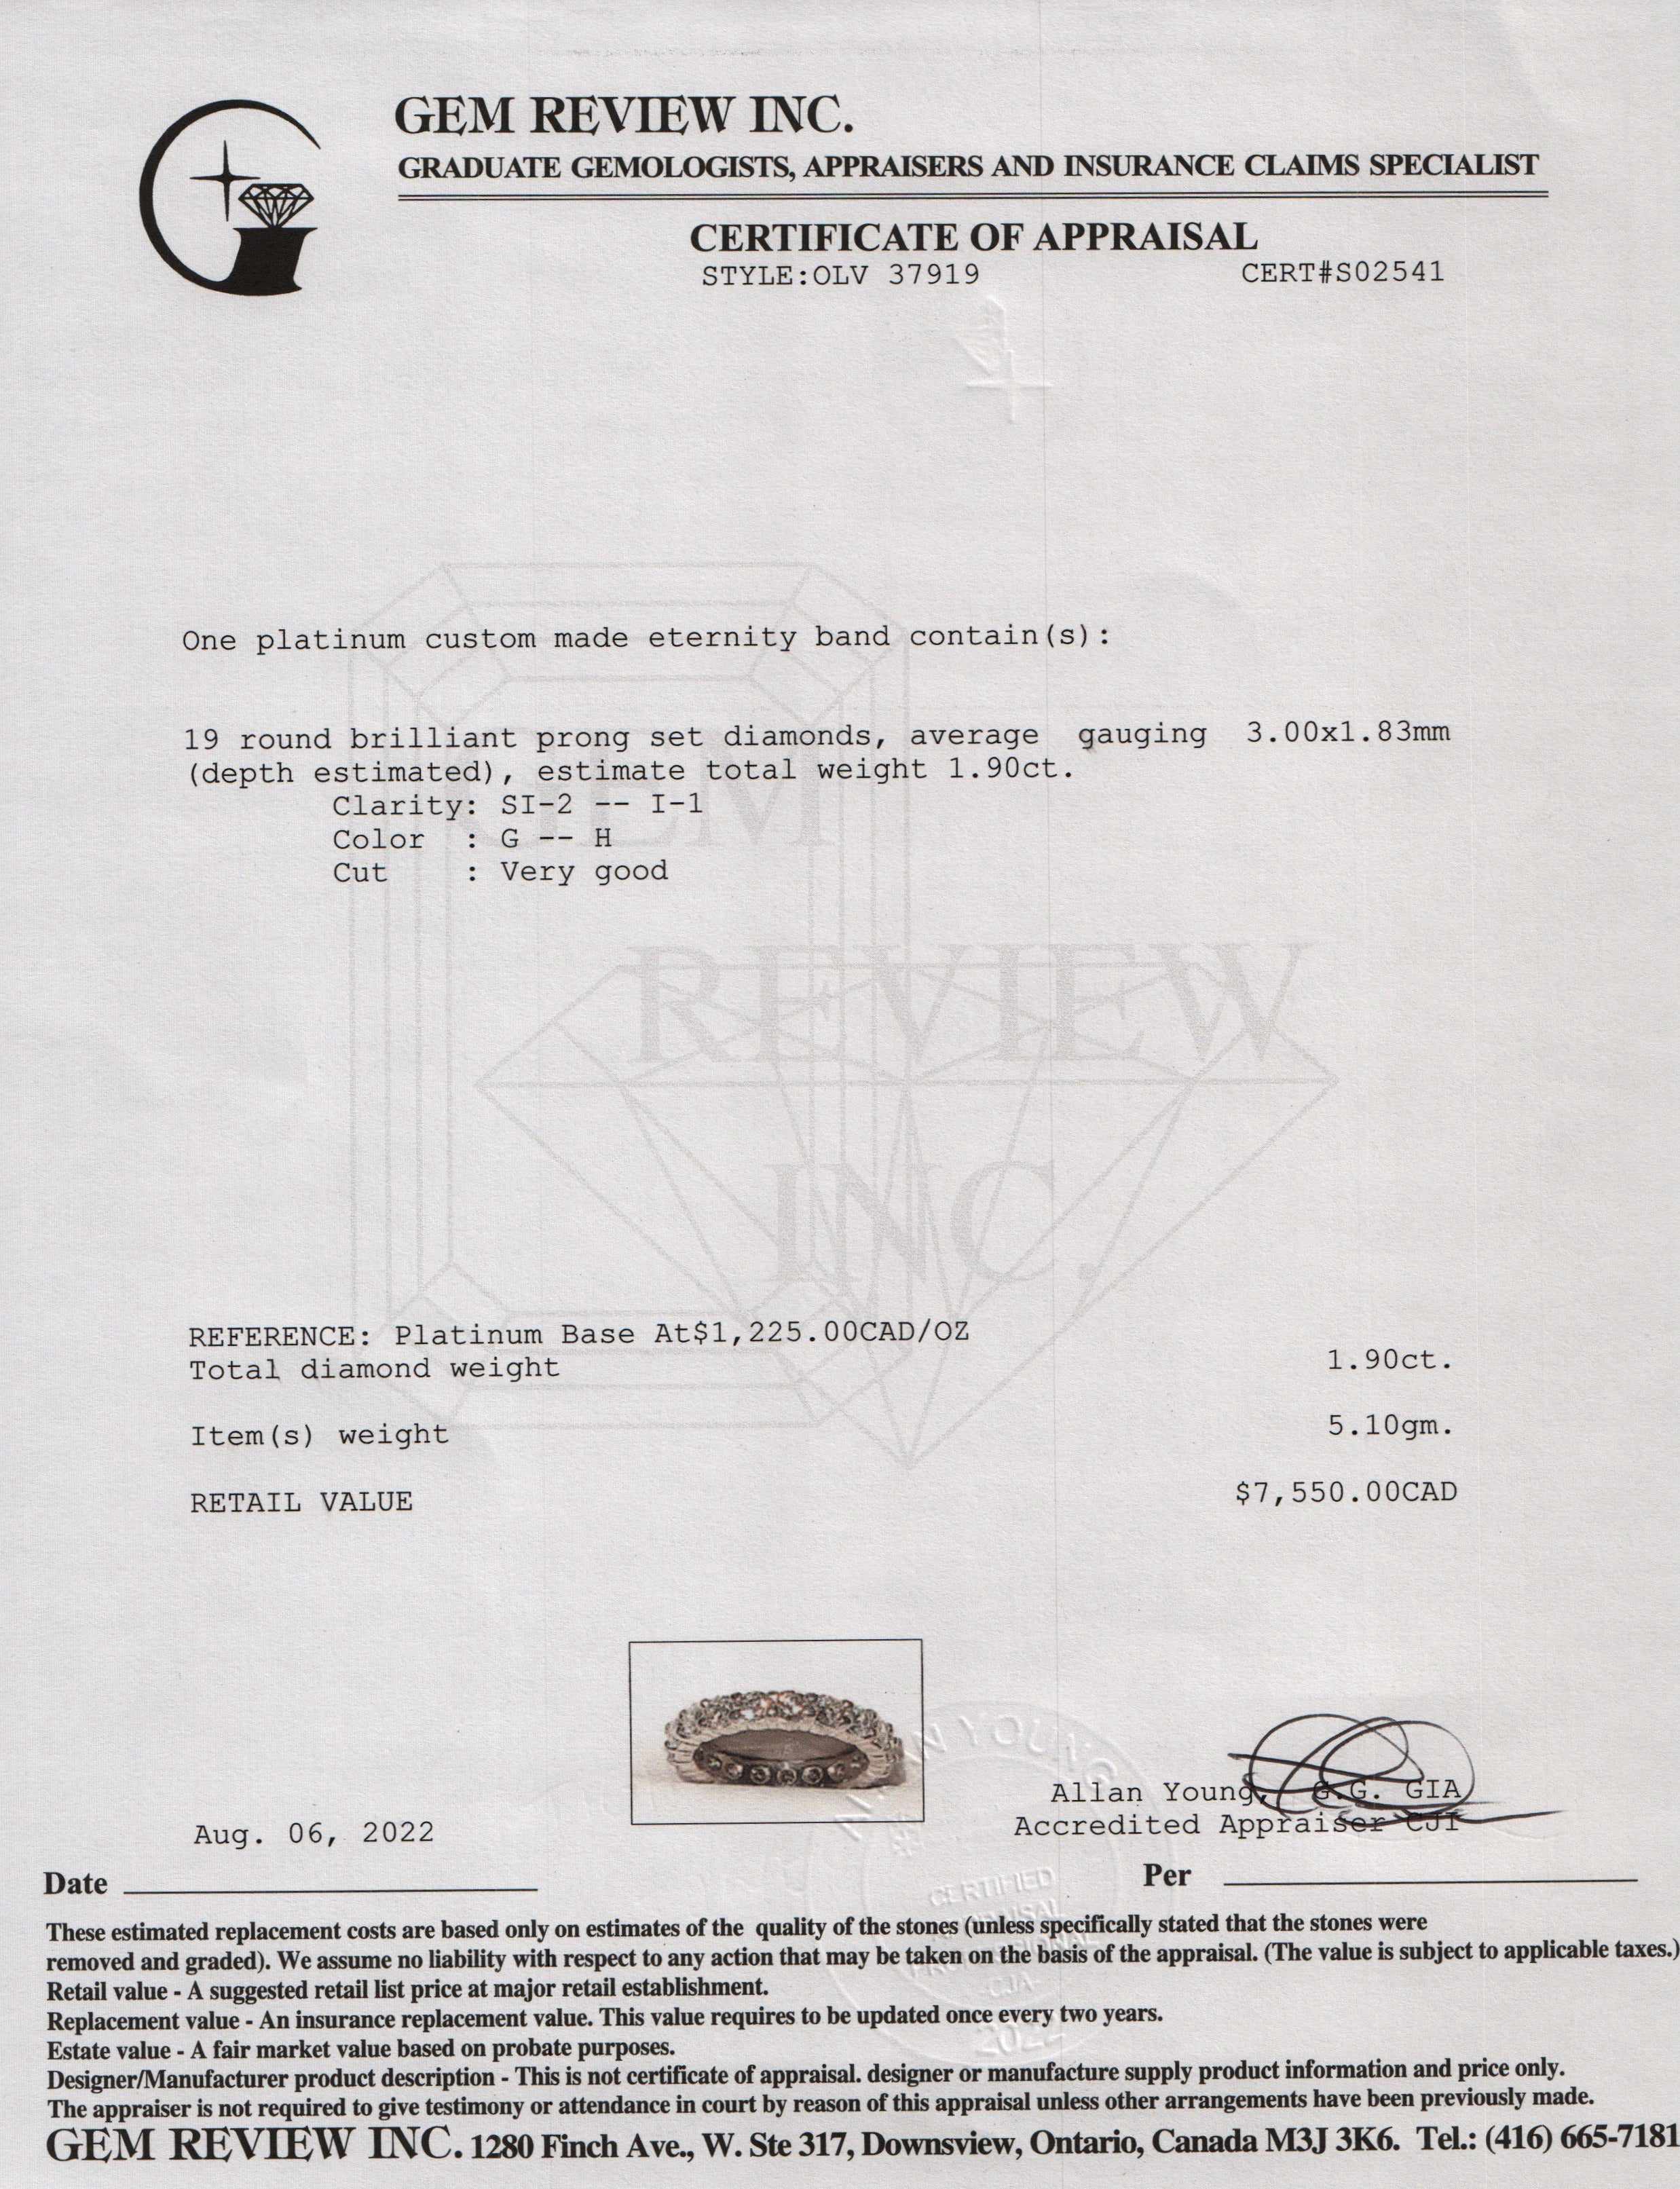 GEM REVIEW INC.
GRADUATE GEMOLOGISTS, APPRAISERS AND INSURANCE CLAIMS SPECIALIST
CERTIFICATE OF APPRAISAL
STYLE:OLV 37919 CERT#S02541
One platinum custom made eternity band contain(s):
19 round brilliant prong set diamonds, average gauging 3.00x1.83mm
(depth estimated), estimate total weight 1.90ct.
Clarity: SI-2 -- I-1
Color : G -- H
Cut : Very good
GEM
REVIEW
INC.
REFERENCE: Platinum Base At$1,225.00CAD/OZ
Total diamond weight 1.90ct.
Item(s) weight 5.10gm.
RETAIL VALUE $7,550.00CAD
Allan Young, G.G. GIA
Accredited Appraiser CJI
Aug. 06, 2022
Date Per
YOUNG
CERTIFIED
CJA
2022
These estimated replacement costs are based only on estimates of the quality of the stones (unless specifically stated that the stones were
removed and graded). We assume no liability with respect to any action that may be taken on the basis of the appraisal. (The value is subject to applicable taxes.)
Retail value - A suggested retail list price at major retail establishment.
Replacement value - An insurance replacement value. This value requires to be updated once every two years.
Estate value - A fair market value based on probate purposes.
Designer/Manufacturer product description - This is not certificate of appraisal. designer or manufacture supply product information and price only.
The appraiser is not required to give testimony or attendance in court by reason of this appraisal unless other arrangements have been previously made.
GEM REVIEW INC. 1280 Finch Ave., W. Ste 317, Downsview, Ontario, Canada M3J 3K6. Tel.: (416) 665-7181